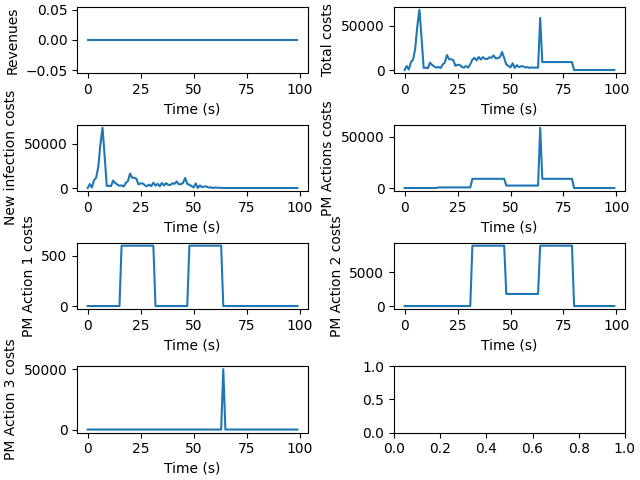 Revenues
0.05
0.00
−0.05
0 25 50 75 100
Time (s)
Total costs
50000
0
0 25 50 75 100
Time (s)
New infection costs
50000
0
0 25 50 75 100
Time (s)
PM Actions costs
50000
0
0 25 50 75 100
Time (s)
PM Action 1 costs
500
0
0 25 50 75 100
Time (s)
PM Action 2 costs
5000
0
0 25 50 75 100
Time (s)
PM Action 3 costs
50000
0
0 25 50 75 100
Time (s)
1.0
0.5
0.0
0.0 0.2 0.4 0.6 0.8 1.0